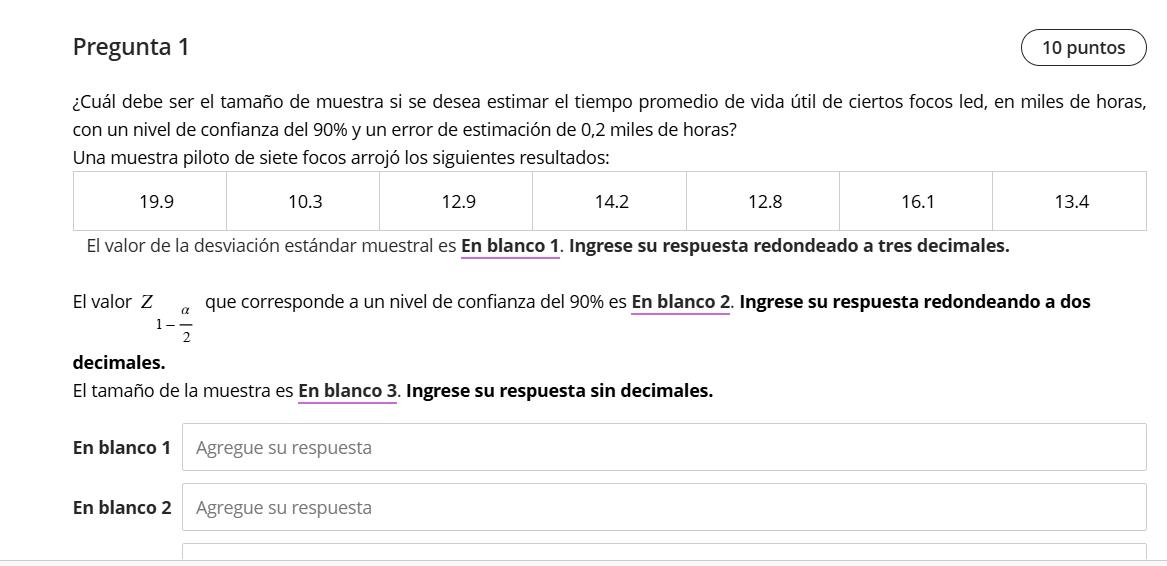 Pregunta 1
10 puntos
¿Cuál debe ser el tamaño de muestra si se desea estimar el tiempo promedio de vida útil de ciertos focos led, en miles de horas,
con un nivel de confianza del 90% y un error de estimación de 0,2 miles de horas?
Una muestra piloto de siete focos arrojó los siguientes resultados:
19.9 10.3 12.9 14.2 12.8 16.1 13.4
El valor de la desviación estándar muestral es En blanco 1. Ingrese su respuesta redondeado a tres decimales.
El valor Z 1 - α/2 que corresponde a un nivel de confianza del 90% es En blanco 2. Ingrese su respuesta redondeando a dos
decimales.
El tamaño de la muestra es En blanco 3. Ingrese su respuesta sin decimales.
En blanco 1 Agregue su respuesta
En blanco 2 Agregue su respuesta